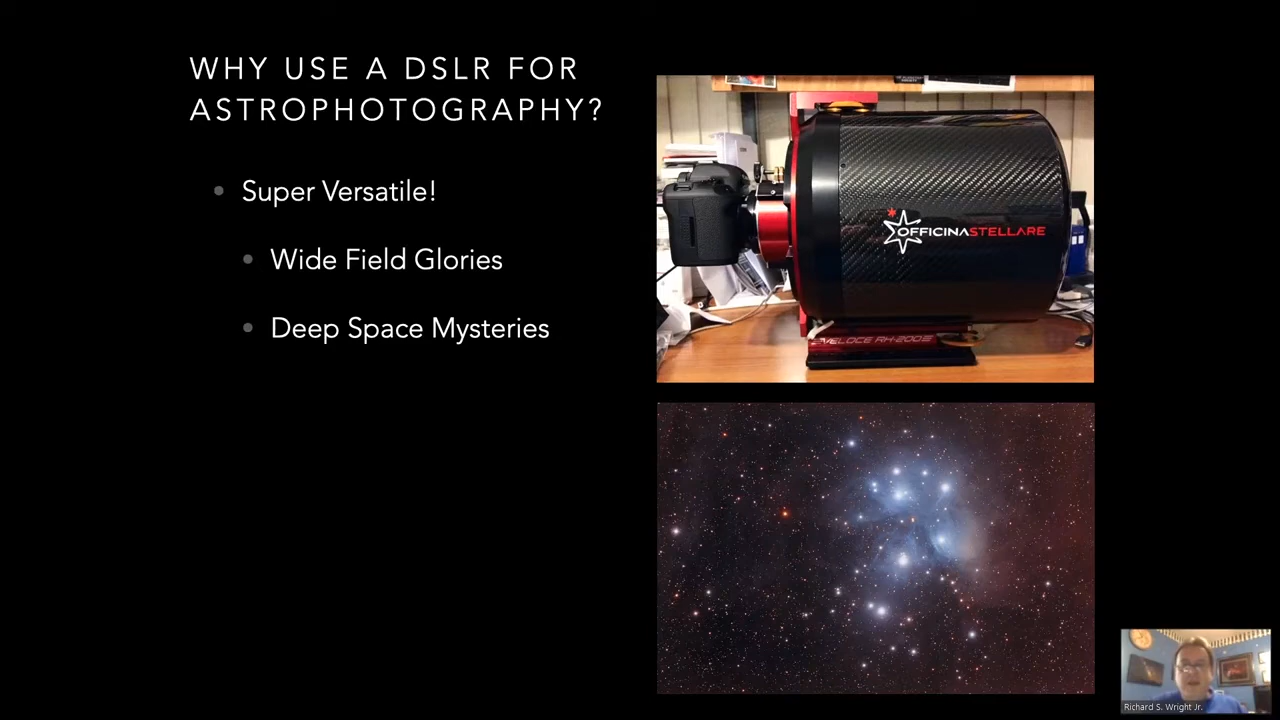 WHY USE A DSLR FOR
ASTROPHOTOGRAPHY?
Super Versatile!
Wide Field Glories
Deep Space Mysteries
OFFICINASTELLARE
VELOCE RH-200
Richard S. Wright Jr.